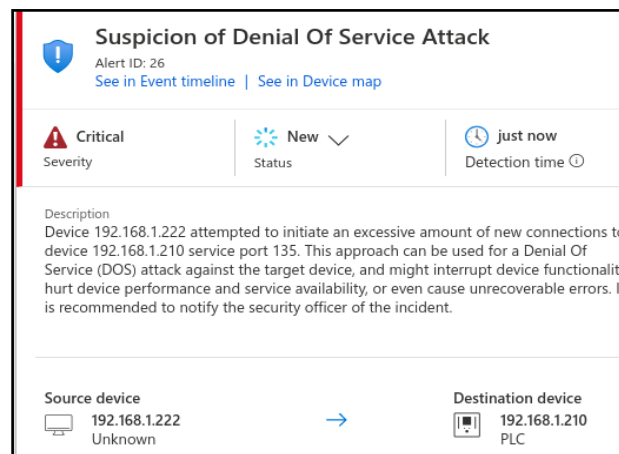 Suspicion of Denial Of Service Attack
Alert ID: 26
See in Event timeline | See in Device map
Critical
Severity
New
Status
just now
Detection time
Description
Device 192.168.1.222 attempted to initiate an excessive amount of new connections to
device 192.168.1.210 service port 135. This approach can be used for a Denial Of
Service (DOS) attack against the target device, and might interrupt device functionalit
hurt device performance and service availability, or even cause unrecoverable errors. I
is recommended to notify the security officer of the incident.
Source device
192.168.1.222
Unknown
Destination device
192.168.1.210
PLC